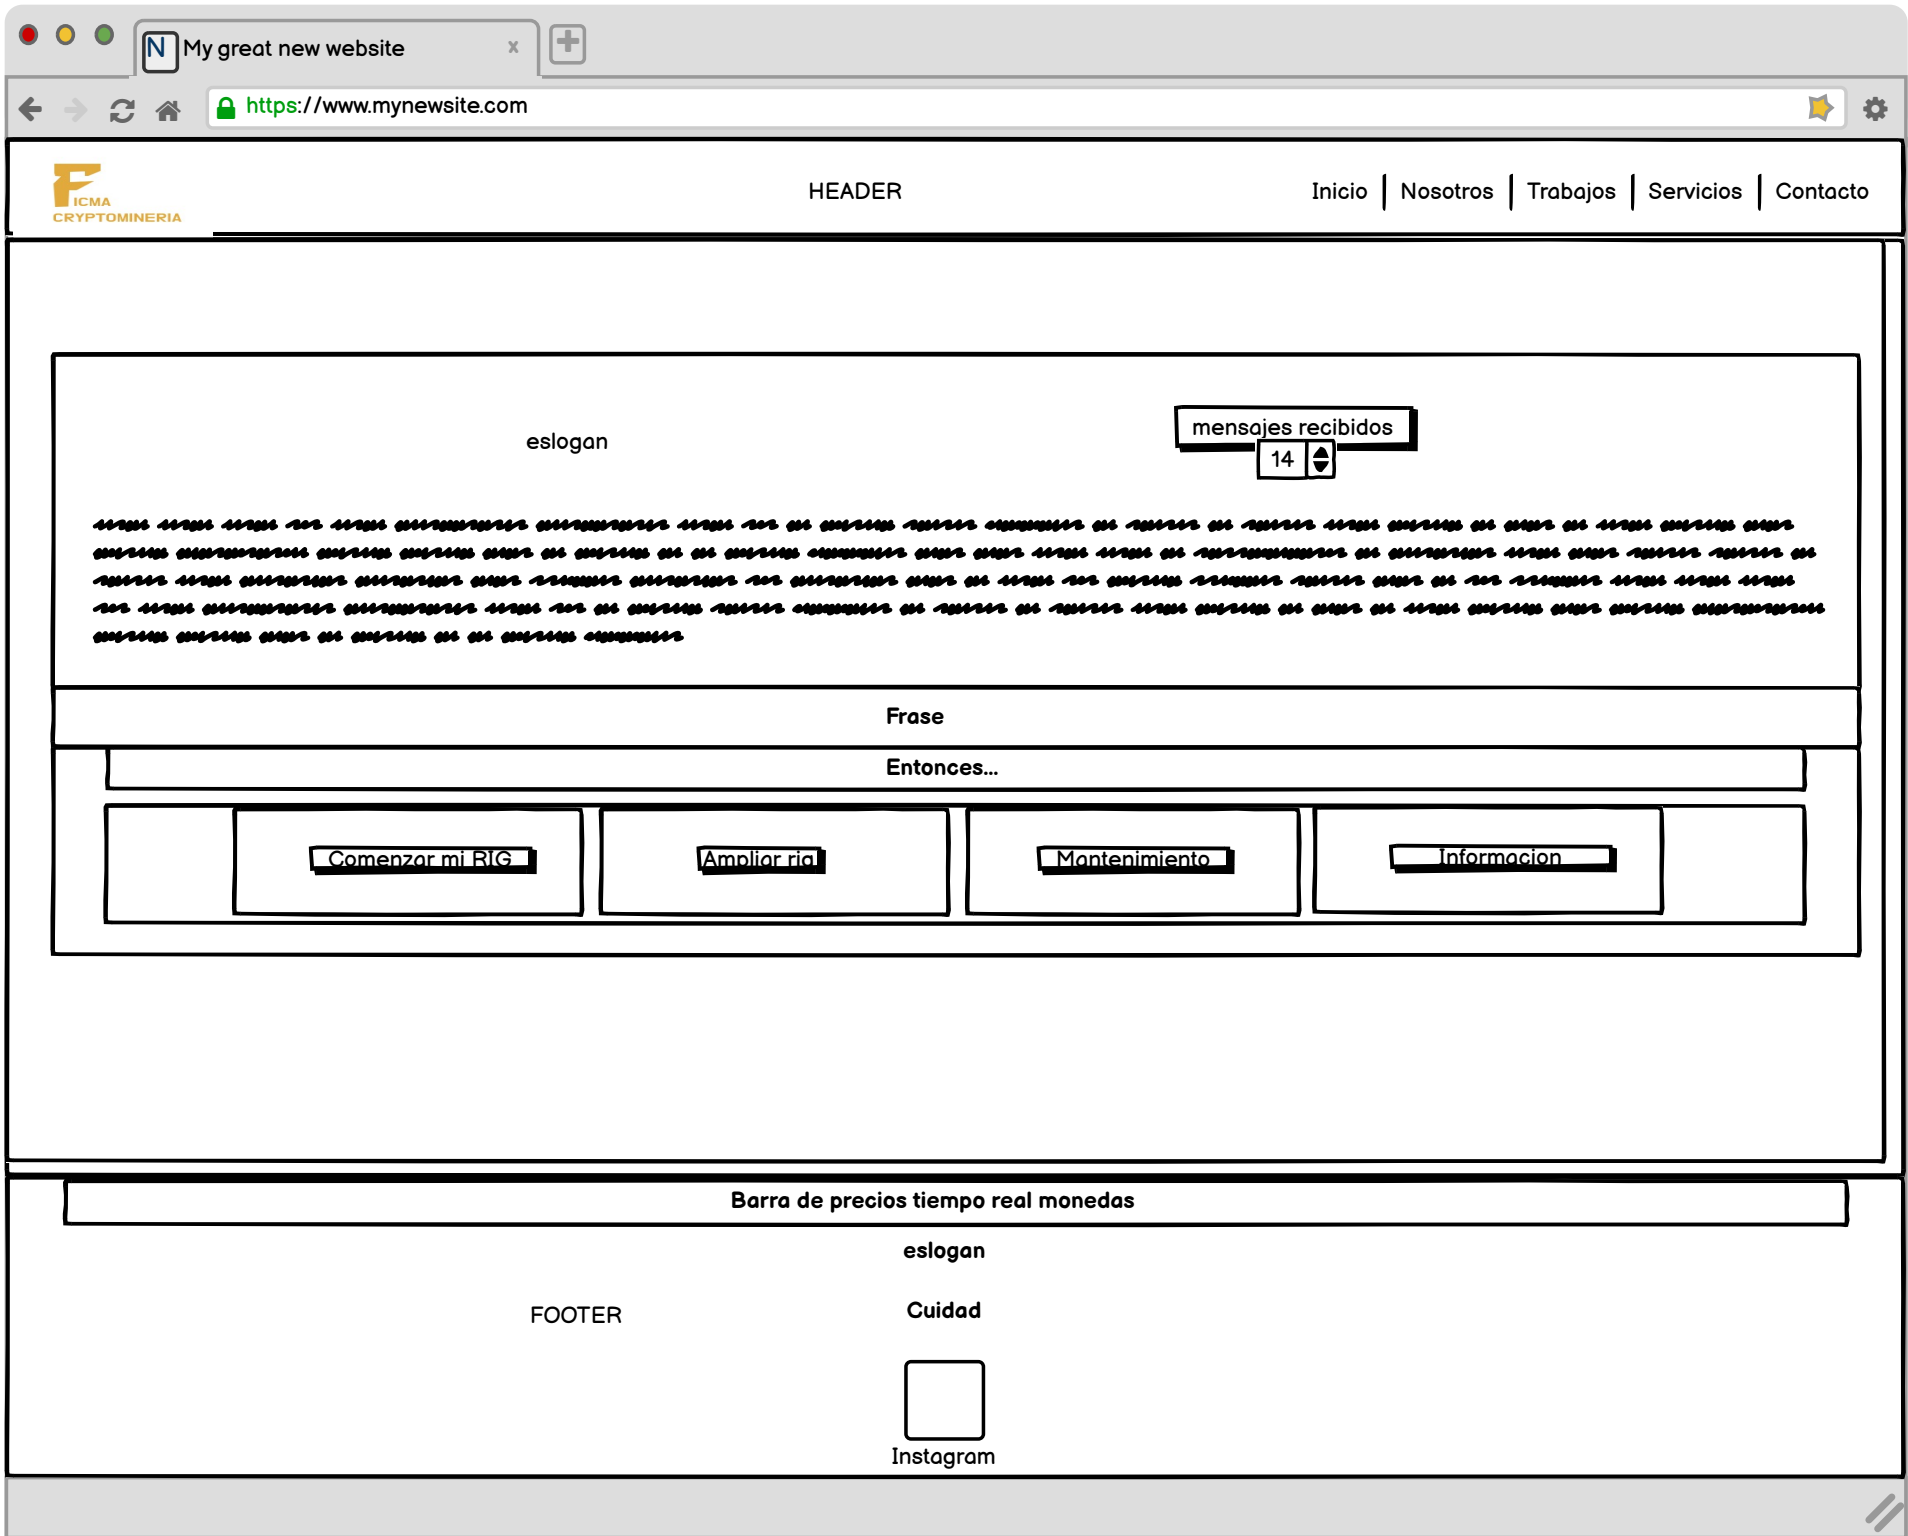 N My great new website x
https://www.mynewsite.com
FICMA
CRYPTOMINERIA
HEADER
Inicio Nosotros Trabajos Servicios Contacto
eslogan
mensajes recibidos
14
Frase
Entonces...
Comenzar mi RIG Ampliar rig Mantenimiento Informacion
Barra de precios tiempo real monedas
eslogan
FOOTER
Cuidad
Instagram